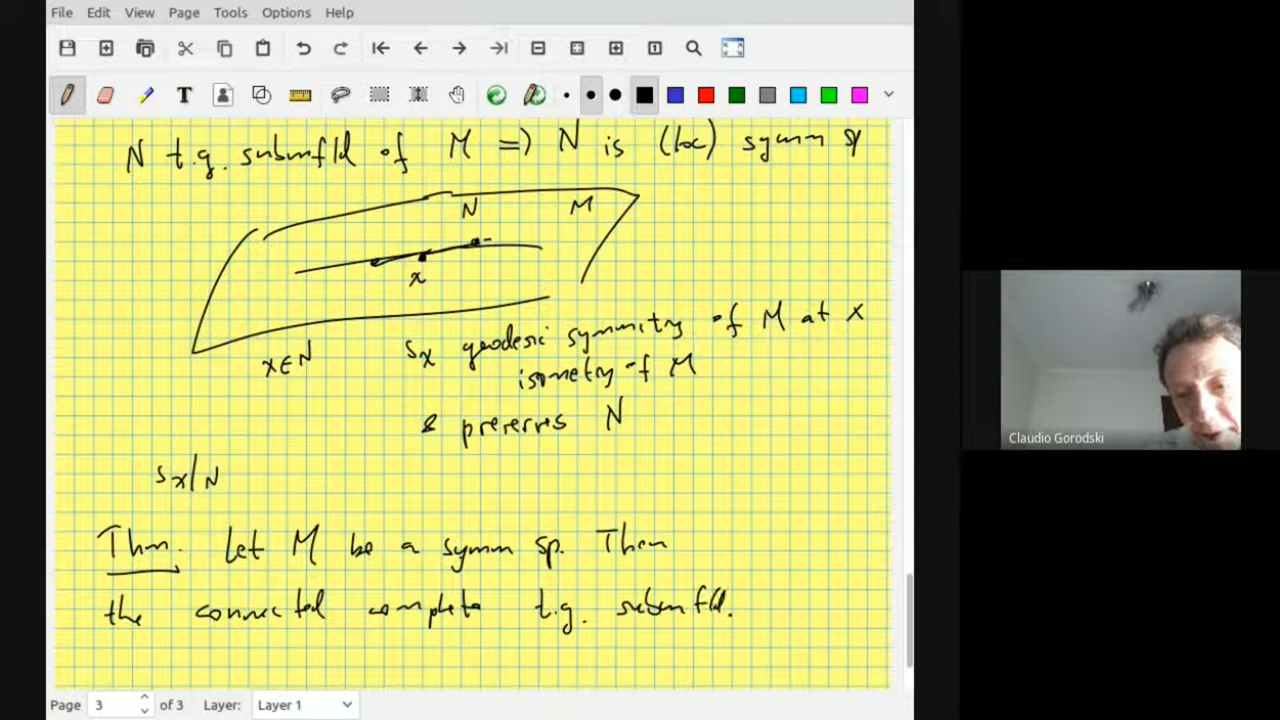 File Edit View Page Tools Options Help
N t.g. submfld of M => N is (loc) symm sp
N M
x
x∈N
s_x geodesic symmetry of M at x
isometry of M
& preserves N
s_x|N
Thm. Let M be a symm sp. Then
the connected complete t.g. submfld.
Claudio Gorodski
Page 3 of 3 Layer: Layer 1